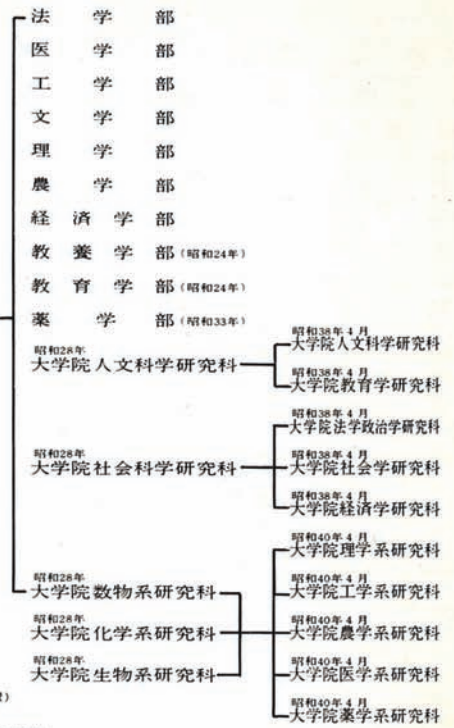 法学部
医学部
工学部
文学部
理学部
農学部
経済学部
教養学部(昭和24年)
教育学部(昭和24年)
薬学部(昭和33年)
昭和28年
大学院人文科学研究科
昭和38年4月
大学院人文科学研究科
昭和38年4月
大学院教育学研究科
昭和28年
大学院社会科学研究科
昭和38年4月
大学院法学政治学研究科
昭和38年4月
大学院社会学研究科
昭和38年4月
大学院経済学研究科
昭和28年
大学院数物系研究科
昭和28年
大学院化学系研究科
昭和28年
大学院生物系研究科
昭和40年4月
大学院理学系研究科
昭和40年4月
大学院工学系研究科
昭和40年4月
大学院農学系研究科
昭和40年4月
大学院医学系研究科
昭和40年4月
大学院薬学系研究科